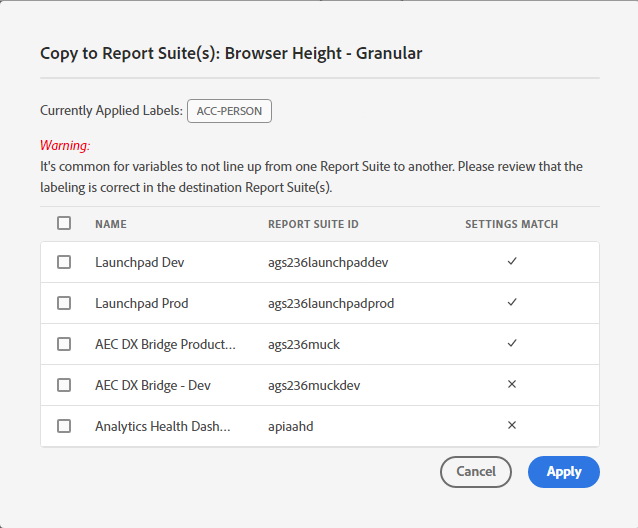 Copy to Report Suite(s): Browser Height - Granular
Currently Applied Labels: ACC-PERSON
Warning:
It's common for variables to not line up from one Report Suite to another. Please review that the
labeling is correct in the destination Report Suite(s).
NAME REPORT SUITE ID SETTINGS MATCH
Launchpad Dev ags236launchpaddev
Launchpad Prod ags236launchpadprod
AEC DX Bridge Product... ags236muck
AEC DX Bridge - Dev ags236muckdev
Analytics Health Dash... apiaahd
Cancel Apply